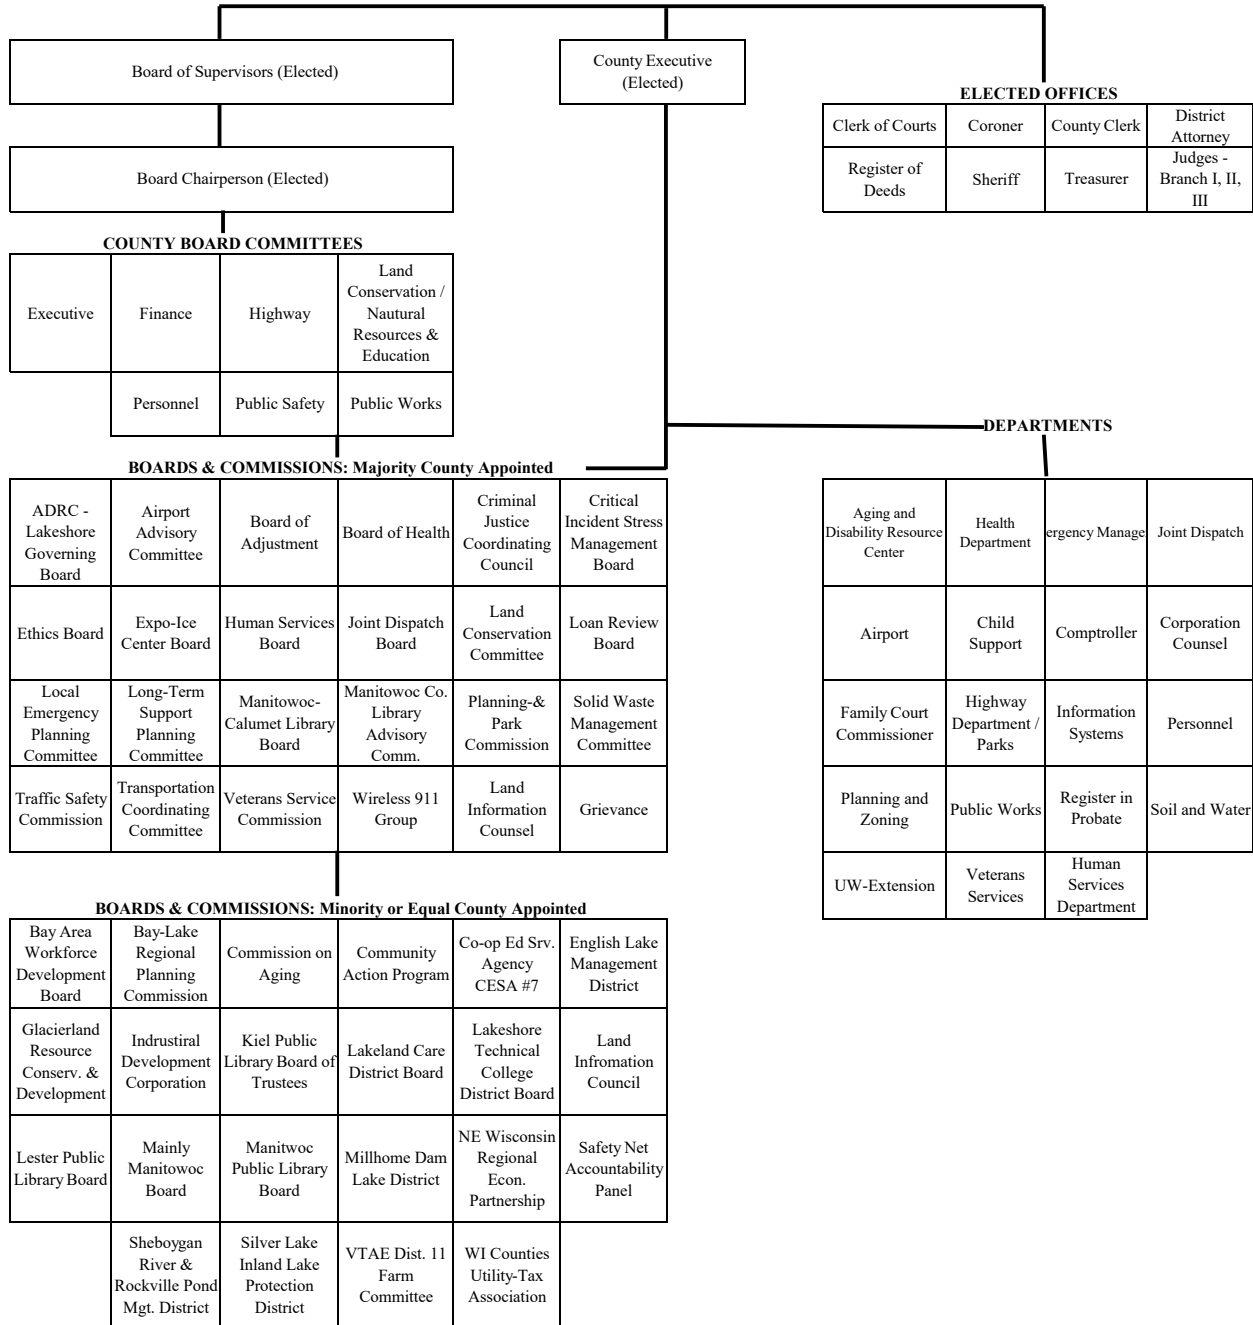 Board of Supervisors (Elected)
County Executive
(Elected)
ELECTED OFFICES
Clerk of Courts
Coroner
County Clerk
District
Attorney
Register of
Deeds
Sheriff
Treasurer
Judges -
Branch I, II,
III
Board Chairperson (Elected)
COUNTY BOARD COMMITTEES
Executive
Finance
Highway
Land
Conservation /
Nautural
Resources &
Education
Personnel
Public Safety
Public Works
DEPARTMENTS
BOARDS & COMMISSIONS: Majority County Appointed
ADRC -
Lakeshore
Governing
Board
Airport
Advisory
Committee
Board of
Adjustment
Board of Health
Criminal
Justice
Coordinating
Council
Critical
Incident Stress
Management
Board
Ethics Board
Expo-Ice
Center Board
Human Services
Board
Joint Dispatch
Board
Land
Conservation
Committee
Loan Review
Board
Local
Emergency
Planning
Committee
Long-Term
Support
Planning
Committee
Manitowoc-
Calumet Library
Board
Manitowoc Co.
Library
Advisory
Comm.
Planning-&
Park
Commission
Solid Waste
Management
Committee
Traffic Safety
Commission
Transportation
Coordinating
Committee
Veterans Service
Commission
Wireless 911
Group
Land
Information
Counsel
Grievance
Aging and
Disability Resource
Center
Health
Department
ergency Manage
Joint Dispatch
Airport
Child
Support
Comptroller
Corporation
Counsel
Family Court
Commissioner
Highway
Department /
Parks
Information
Systems
Personnel
Planning and
Zoning
Public Works
Register in
Probate
Soil and Water
UW-Extension
Veterans
Services
Human
Services
Department
BOARDS & COMMISSIONS: Minority or Equal County Appointed
Bay Area
Workforce
Development
Board
Bay-Lake
Regional
Planning
Commission
Commission on
Aging
Community
Action Program
Co-op Ed Srv.
Agency
CESA #7
English Lake
Management
District
Glacierland
Resource
Conserv. &
Development
Indrustiral
Development
Corporation
Kiel Public
Library Board of
Trustees
Lakeland Care
District Board
Lakeshore
Technical
College
District Board
Land
Infromation
Council
Lester Public
Library Board
Mainly
Manitowoc
Board
Manitwoc
Public Library
Board
Millhome Dam
Lake District
NE Wisconsin
Regional
Econ.
Partnership
Safety Net
Accountability
Panel
Sheboygan
River &
Rockville Pond
Mgt. District
Silver Lake
Inland Lake
Protection
District
VTAE Dist. 11
Farm
Committee
WI Counties
Utility-Tax
Association